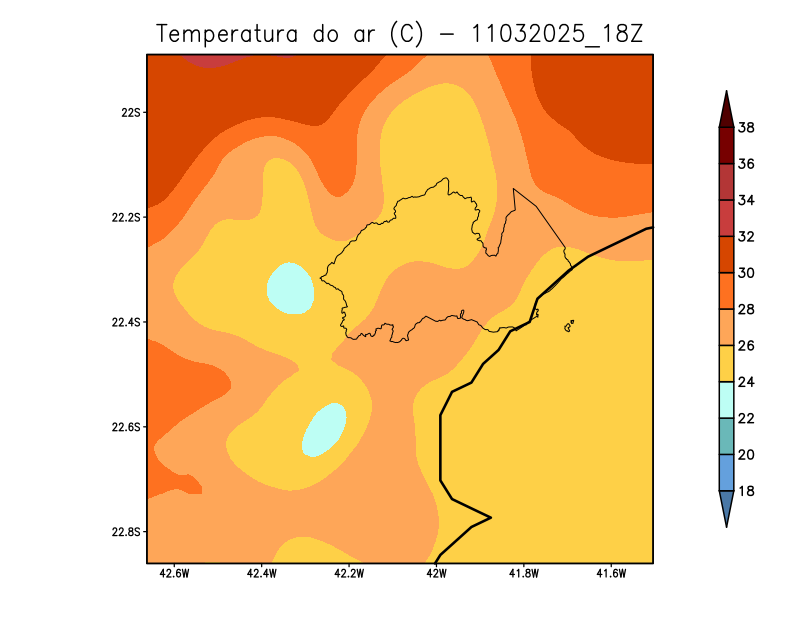 Temperatura do ar (C) - 11032025_18Z
22S
22.2S
22.4S
22.6S
22.8S
42.6W
42.4W
42.2W
42W
41.8W
41.6W
38
36
34
32
30
28
26
24
22
20
18